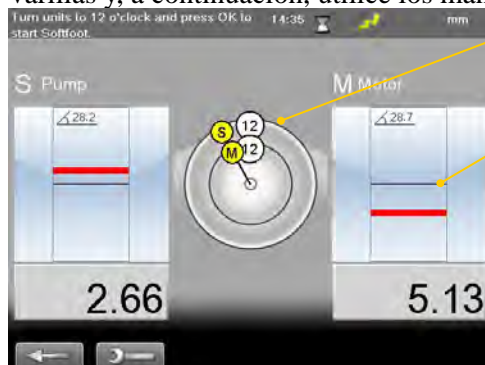 varillas y, a continuación, utilice los man
Turn units to 12 o'clock and press OK to
start Softfoot.
14:35
mm
S Pump
M Motor
28.2
28.7
S 12
M 12
2.66
5.13